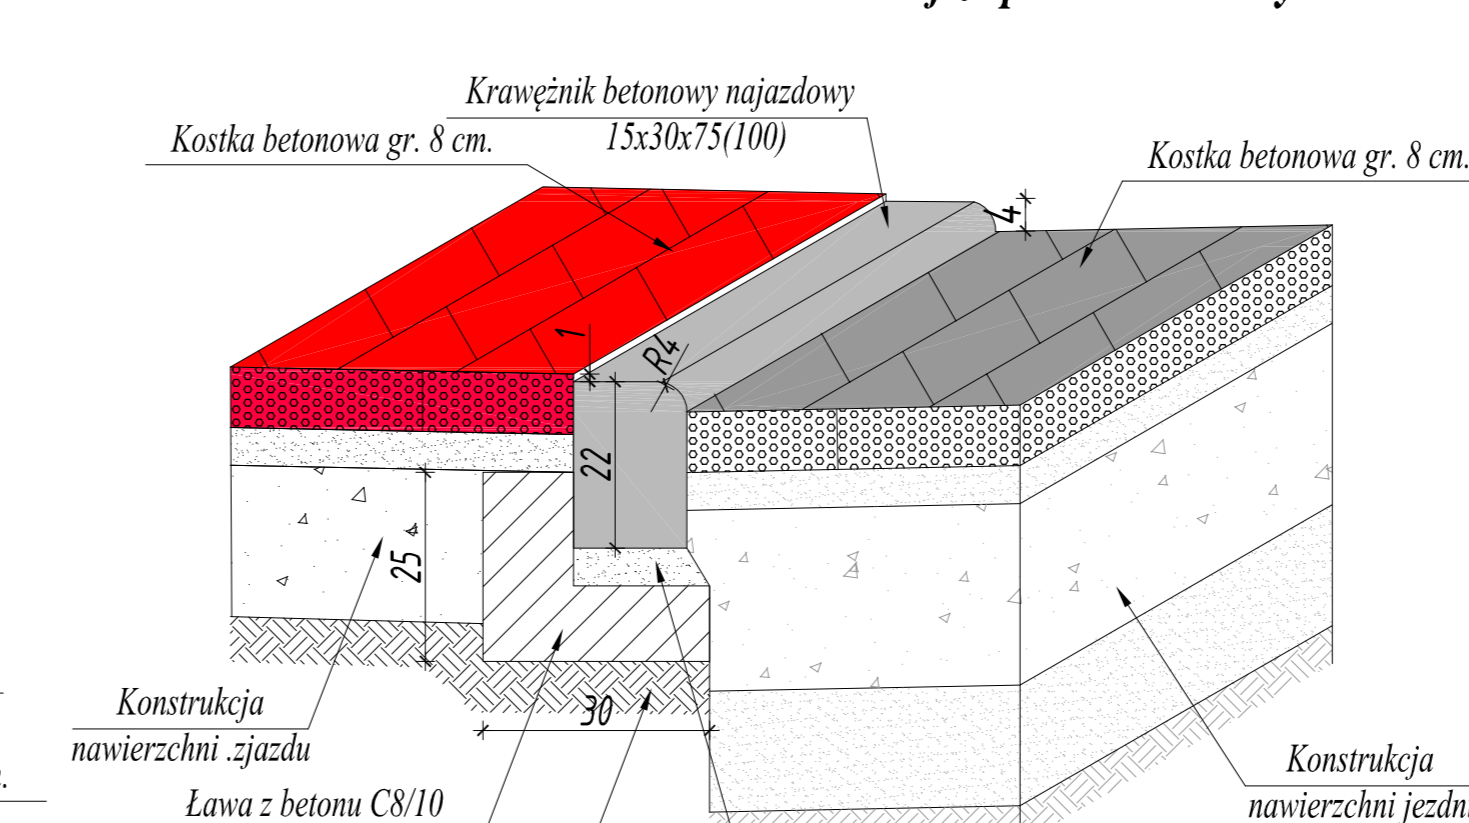 Krawężnik betonowy najazdowy
15x30x75(100)
Kostka betonowa gr. 8 cm.
Kostka betonowa gr. 8 cm.
4
1
R4
22
25
30
Konstrukcja
nawierzchni .zjazdu
Ława z betonu C8/10
Konstrukcja
nawierzchni